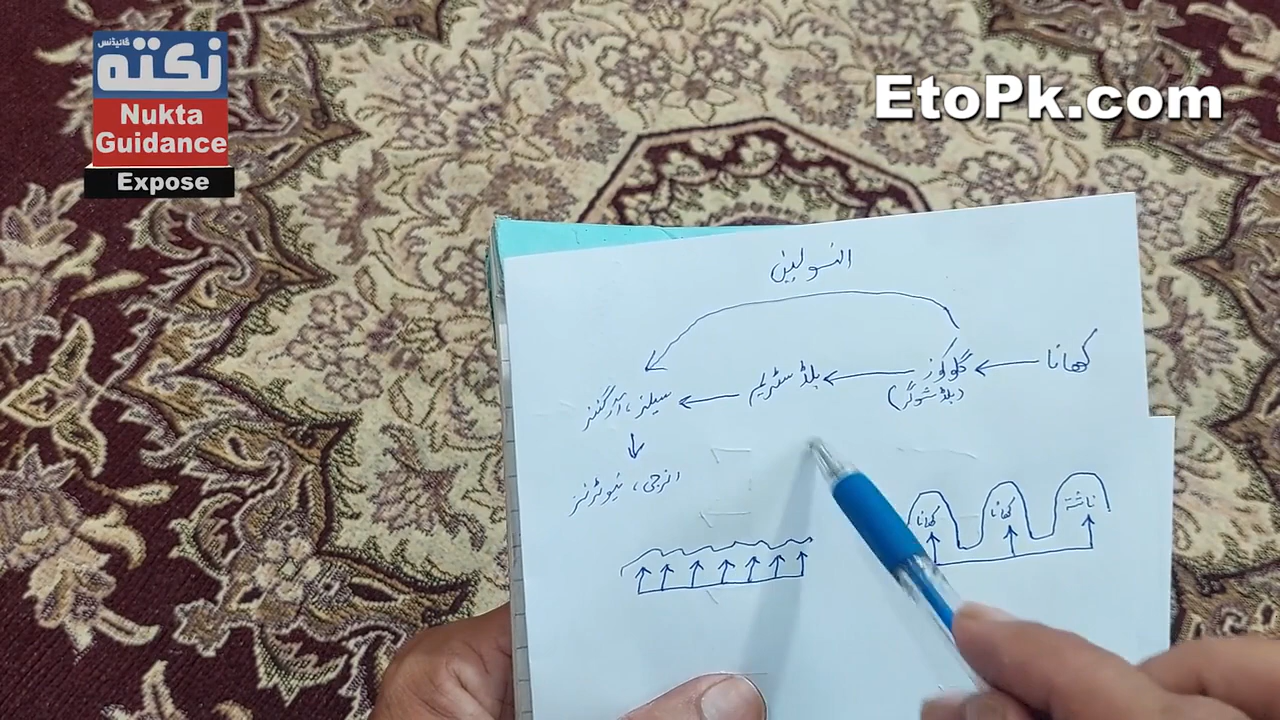 نکتہ گائیڈنس
Nukta
Guidance
Expose
EtoPk.com
انسولین
کھانا
گلوکوز
(بلڈ شوگر)
بلڈ سٹریم
سیلز، آرگنز
انرجی، نیوٹرنز
ناشتہ
کھانا
کھانا